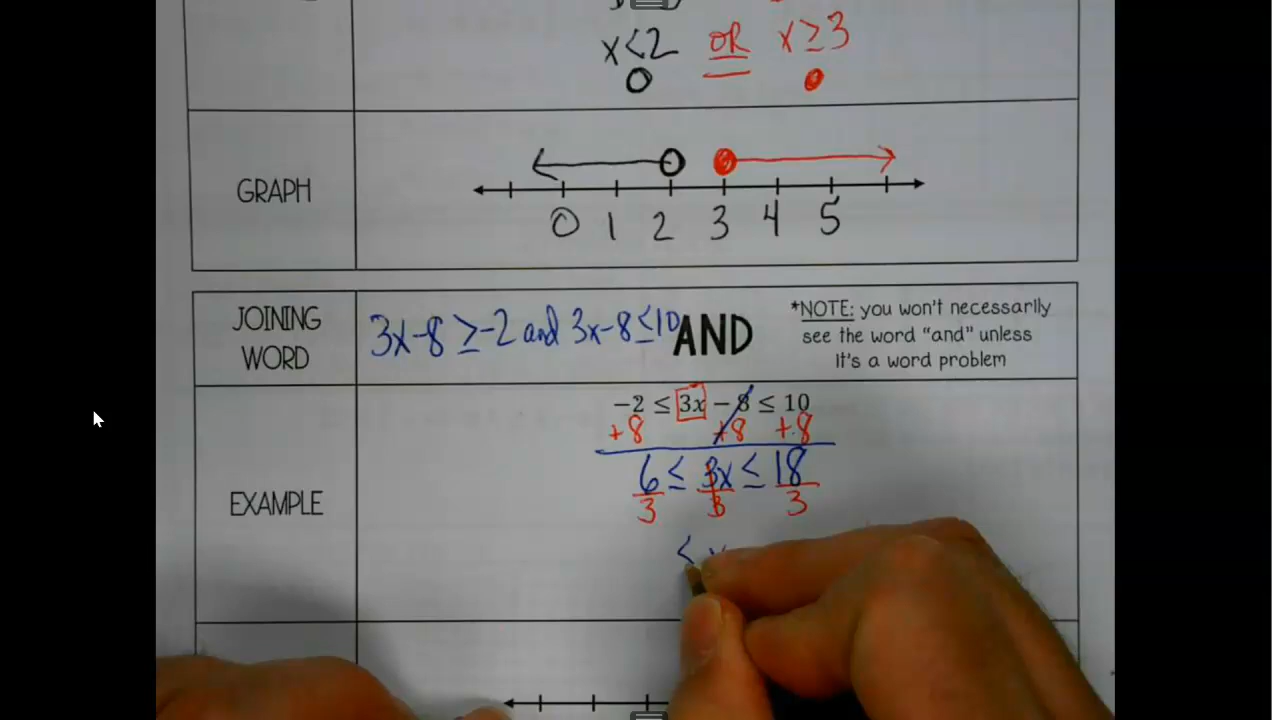 x<2 OR x≥3
GRAPH
0 1 2 3 4 5
JOINING WORD
3x-8≥-2 and 3x-8≤10
AND
*NOTE: you won't necessarily
see the word "and" unless
it's a word problem
EXAMPLE
−2 ≤ 3x − 8 ≤ 10
+8 +8 +8
6 ≤ 3x ≤ 18
3 3 3
≤ x